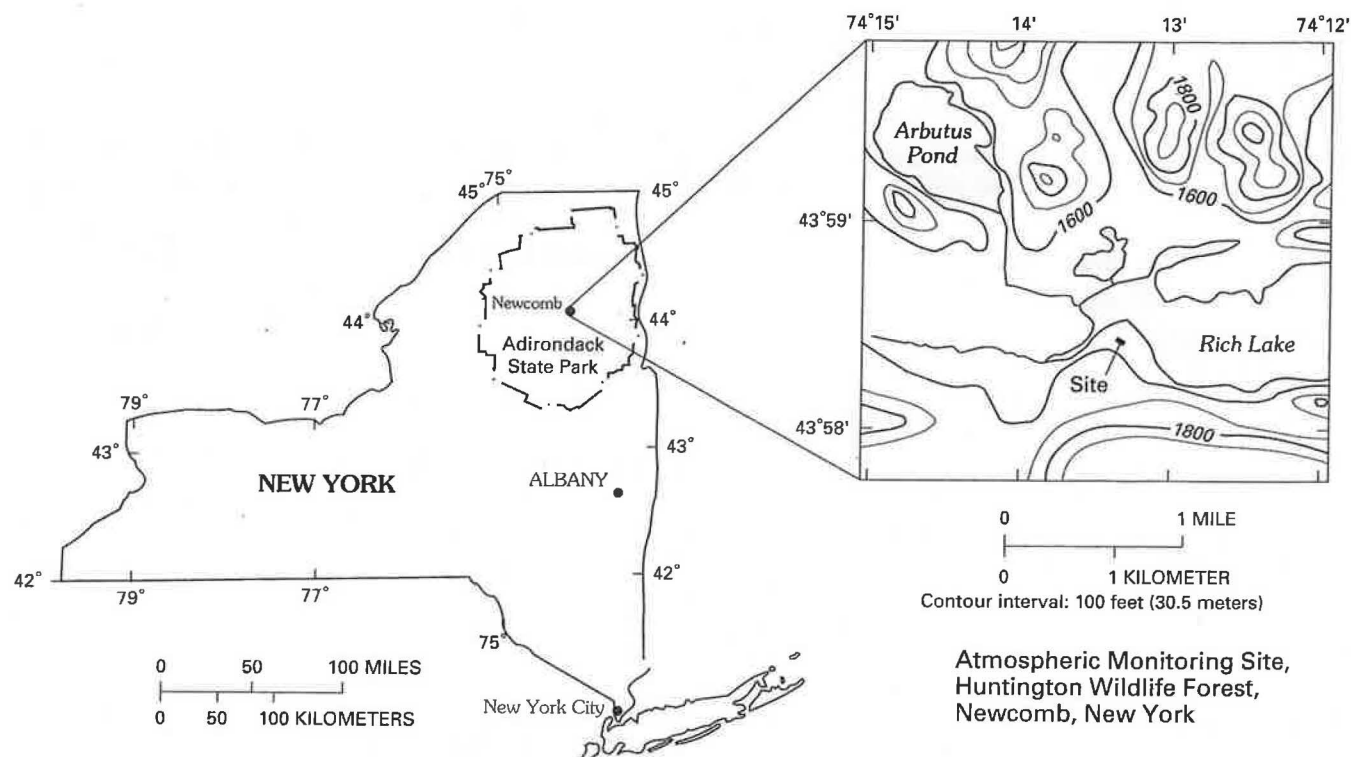 74°15'
14'
13'
74°12'
1800
Arbutus
Pond
1600
1600
43°59'
Rich Lake
Site
43°58'
1800
0
1 MILE
0
1 KILOMETER
Contour interval: 100 feet (30.5 meters)
Atmospheric Monitoring Site,
Huntington Wildlife Forest,
Newcomb, New York
75°
45°
45°
Newcomb
44°
44°
Adirondack
State Park
79°
77°
43°
43°
NEW YORK
ALBANY
42°
42°
79°
77°
75°
New York City
0
50
100 MILES
0
50
100 KILOMETERS